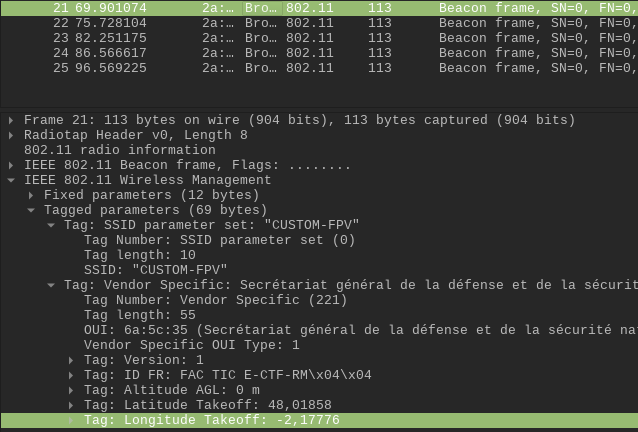 21 69.901074 2a:… Bro… 802.11 113 Beacon frame, SN=0, FN=0,
22 75.728104 2a:… Bro… 802.11 113 Beacon frame, SN=0, FN=0,
23 82.251175 2a:… Bro… 802.11 113 Beacon frame, SN=0, FN=0,
24 86.566617 2a:… Bro… 802.11 113 Beacon frame, SN=0, FN=0,
25 96.569225 2a:… Bro… 802.11 113 Beacon frame, SN=0, FN=0,
Frame 21: 113 bytes on wire (904 bits), 113 bytes captured (904 bits)
Radiotap Header v0, Length 8
802.11 radio information
IEEE 802.11 Beacon frame, Flags: ........
IEEE 802.11 Wireless Management
Fixed parameters (12 bytes)
Tagged parameters (69 bytes)
Tag: SSID parameter set: "CUSTOM-FPV"
Tag Number: SSID parameter set (0)
Tag length: 10
SSID: "CUSTOM-FPV"
Tag: Vendor Specific: Secrétariat général de la défense et de la sécurit
Tag Number: Vendor Specific (221)
Tag length: 55
OUI: 6a:5c:35 (Secrétariat général de la défense et de la sécurité nat
Vendor Specific OUI Type: 1
Tag: Version: 1
Tag: ID FR: FAC TIC E-CTF-RM\x04\x04
Tag: Altitude AGL: 0 m
Tag: Latitude Takeoff: 48,01858
Tag: Longitude Takeoff: -2,17776